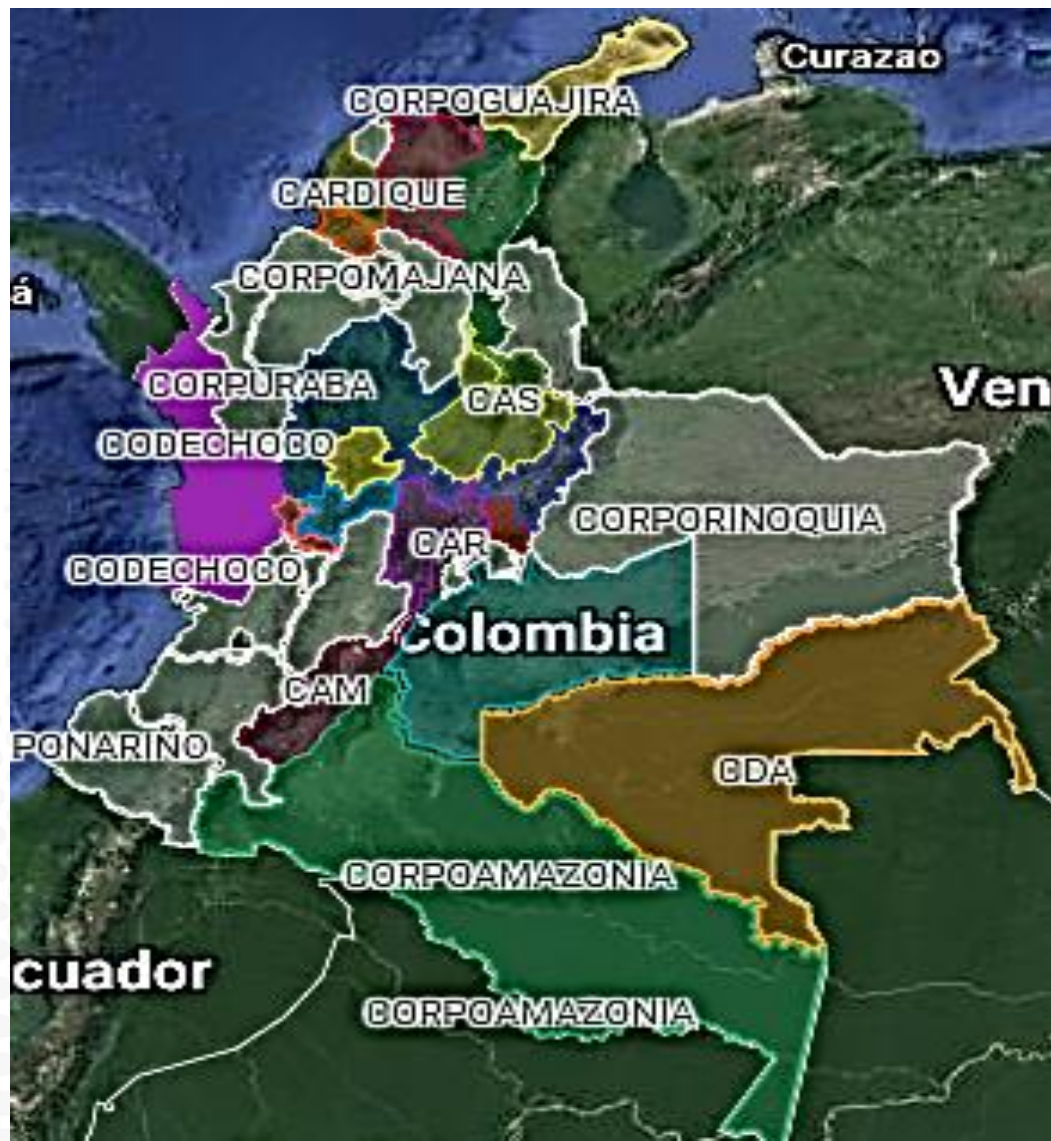 Curazao
CORPOGUAJIRA
CARDIQUE
CORPOMAJANA
á
CORPURABA
CAS
Ven
CODECHOCO
CORPORINOQUIA
CAR
CODECHOCO
Colombia
CAM
PONARIÑO
CDA
CORPOAMAZONIA
cuador
CORPOAMAZONIA